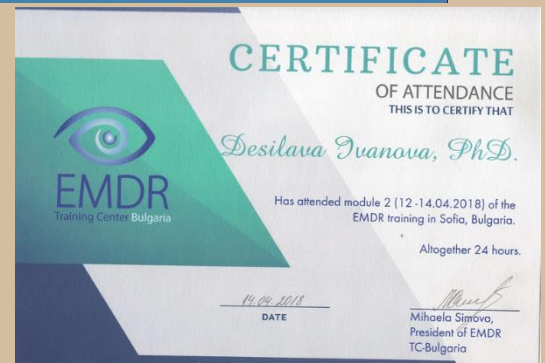 CERTIFICATE
OF ATTENDANCE
THIS IS TO CERTIFY THAT
Desilava Ivanova, PhD.
EMDR
Training Center Bulgaria
Has attended module 2 (12 -14.04.2018) of the
EMDR training in Sofia, Bulgaria.
Altogether 24 hours.
14.04.2018
DATE
Mihaela Simova,
President of EMDR
TC-Bulgaria